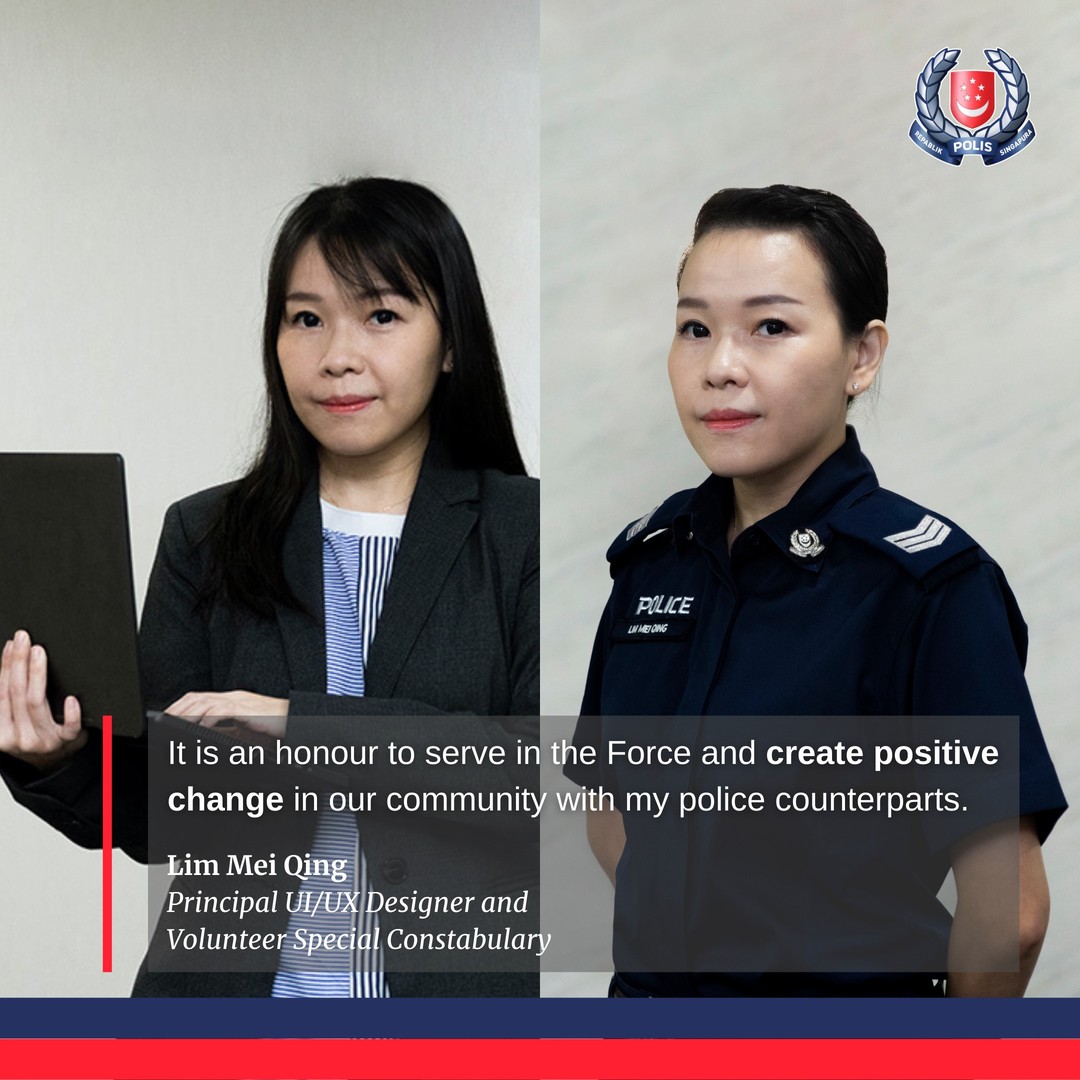 REPABLIK POLIS SINGAPURA
POLICE
LIM MEI QING
It is an honour to serve in the Force and create positive
change in our community with my police counterparts.
Lim Mei Qing
Principal UI/UX Designer and
Volunteer Special Constabulary